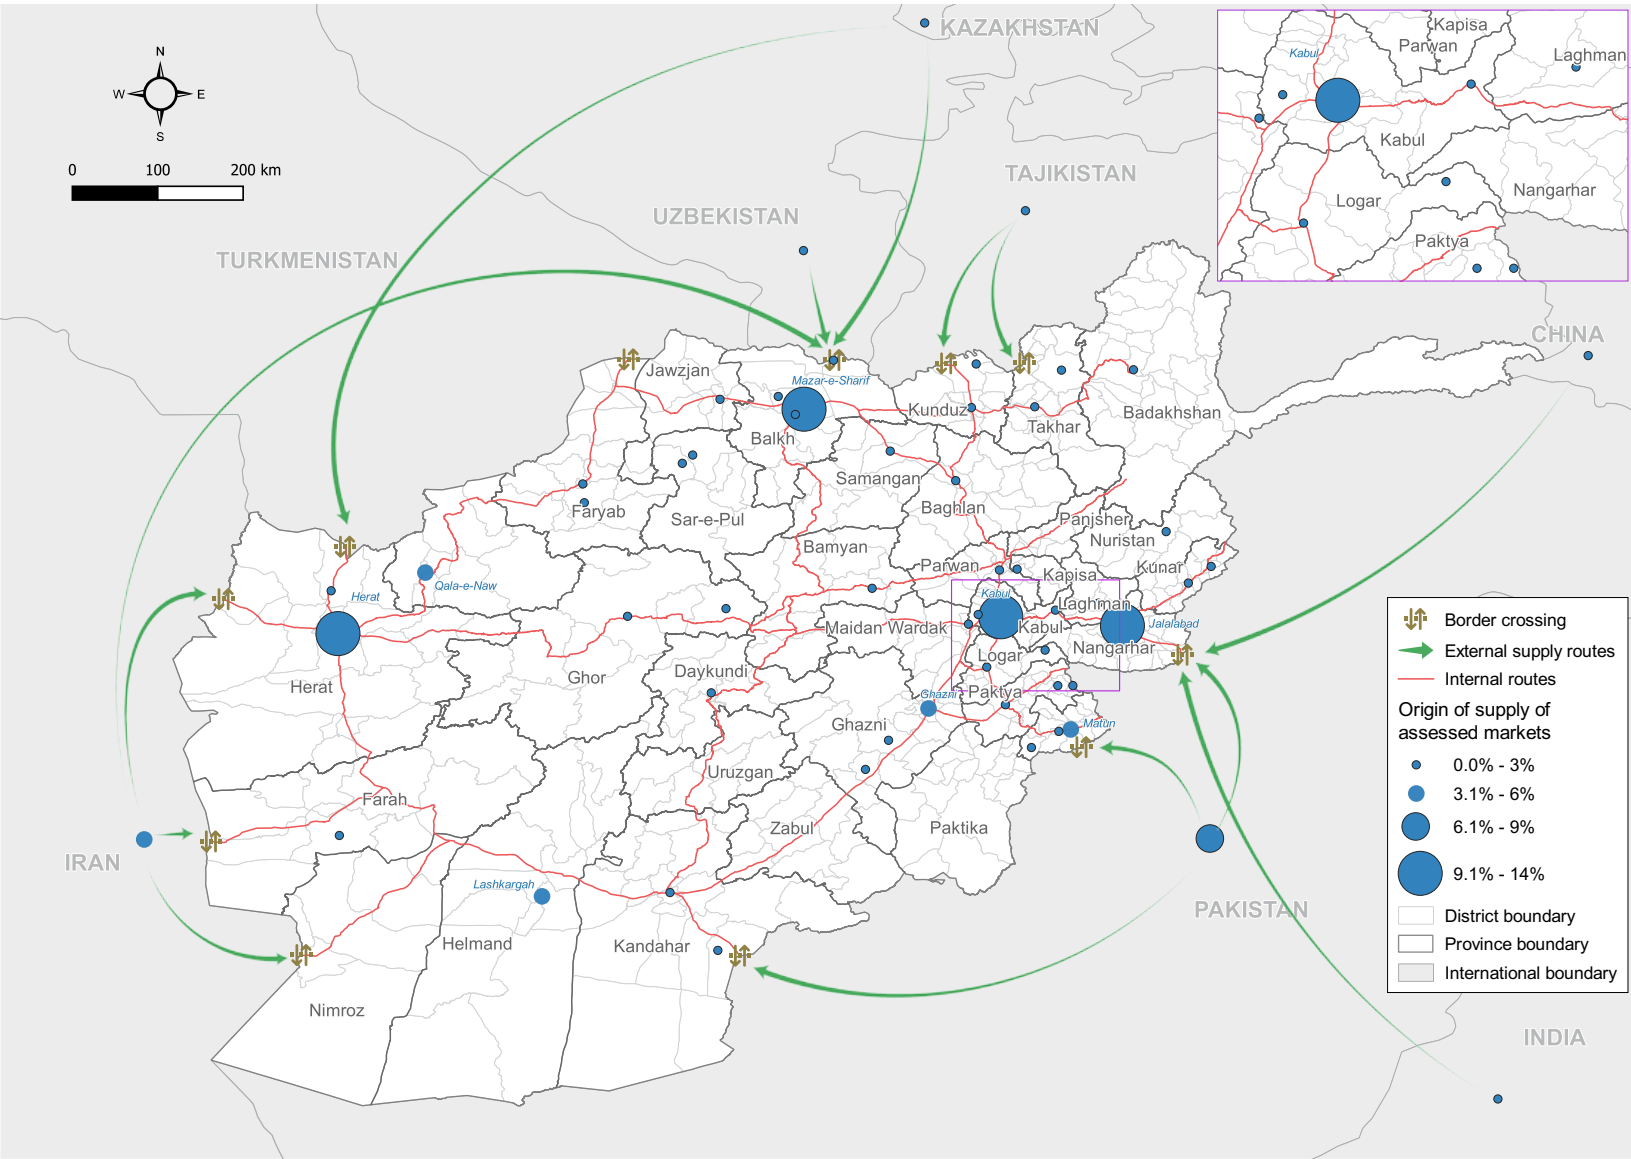 KAZAKHSTAN
N
W
E
S
0
100
200 km
TAJIKISTAN
UZBEKISTAN
TURKMENISTAN
CHINA
IRAN
PAKISTAN
INDIA
Kapisa
Parwan
Kabul
Laghman
Kabul
Logar
Nangarhar
Paktya
Jawzjan
Mazar-e-Sharif
Balkh
Kunduz
Takhar
Badakhshan
Samangan
Faryab
Sar-e-Pul
Baghlan
Panjsher
Nuristan
Bamyan
Parwan
Kapisa
Kunar
Qala-e-Naw
Herat
Kabul
Laghman
Jalalabad
Maidan Wardak
Kabul
Nangarhar
Logar
Herat
Ghor
Daykundi
Paktya
Ghazni
Ghazni
Matun
Uruzgan
Farah
Zabul
Paktika
Lashkargah
Helmand
Kandahar
Nimroz
Border crossing
External supply routes
Internal routes
Origin of supply of
assessed markets
0.0% - 3%
3.1% - 6%
6.1% - 9%
9.1% - 14%
District boundary
Province boundary
International boundary